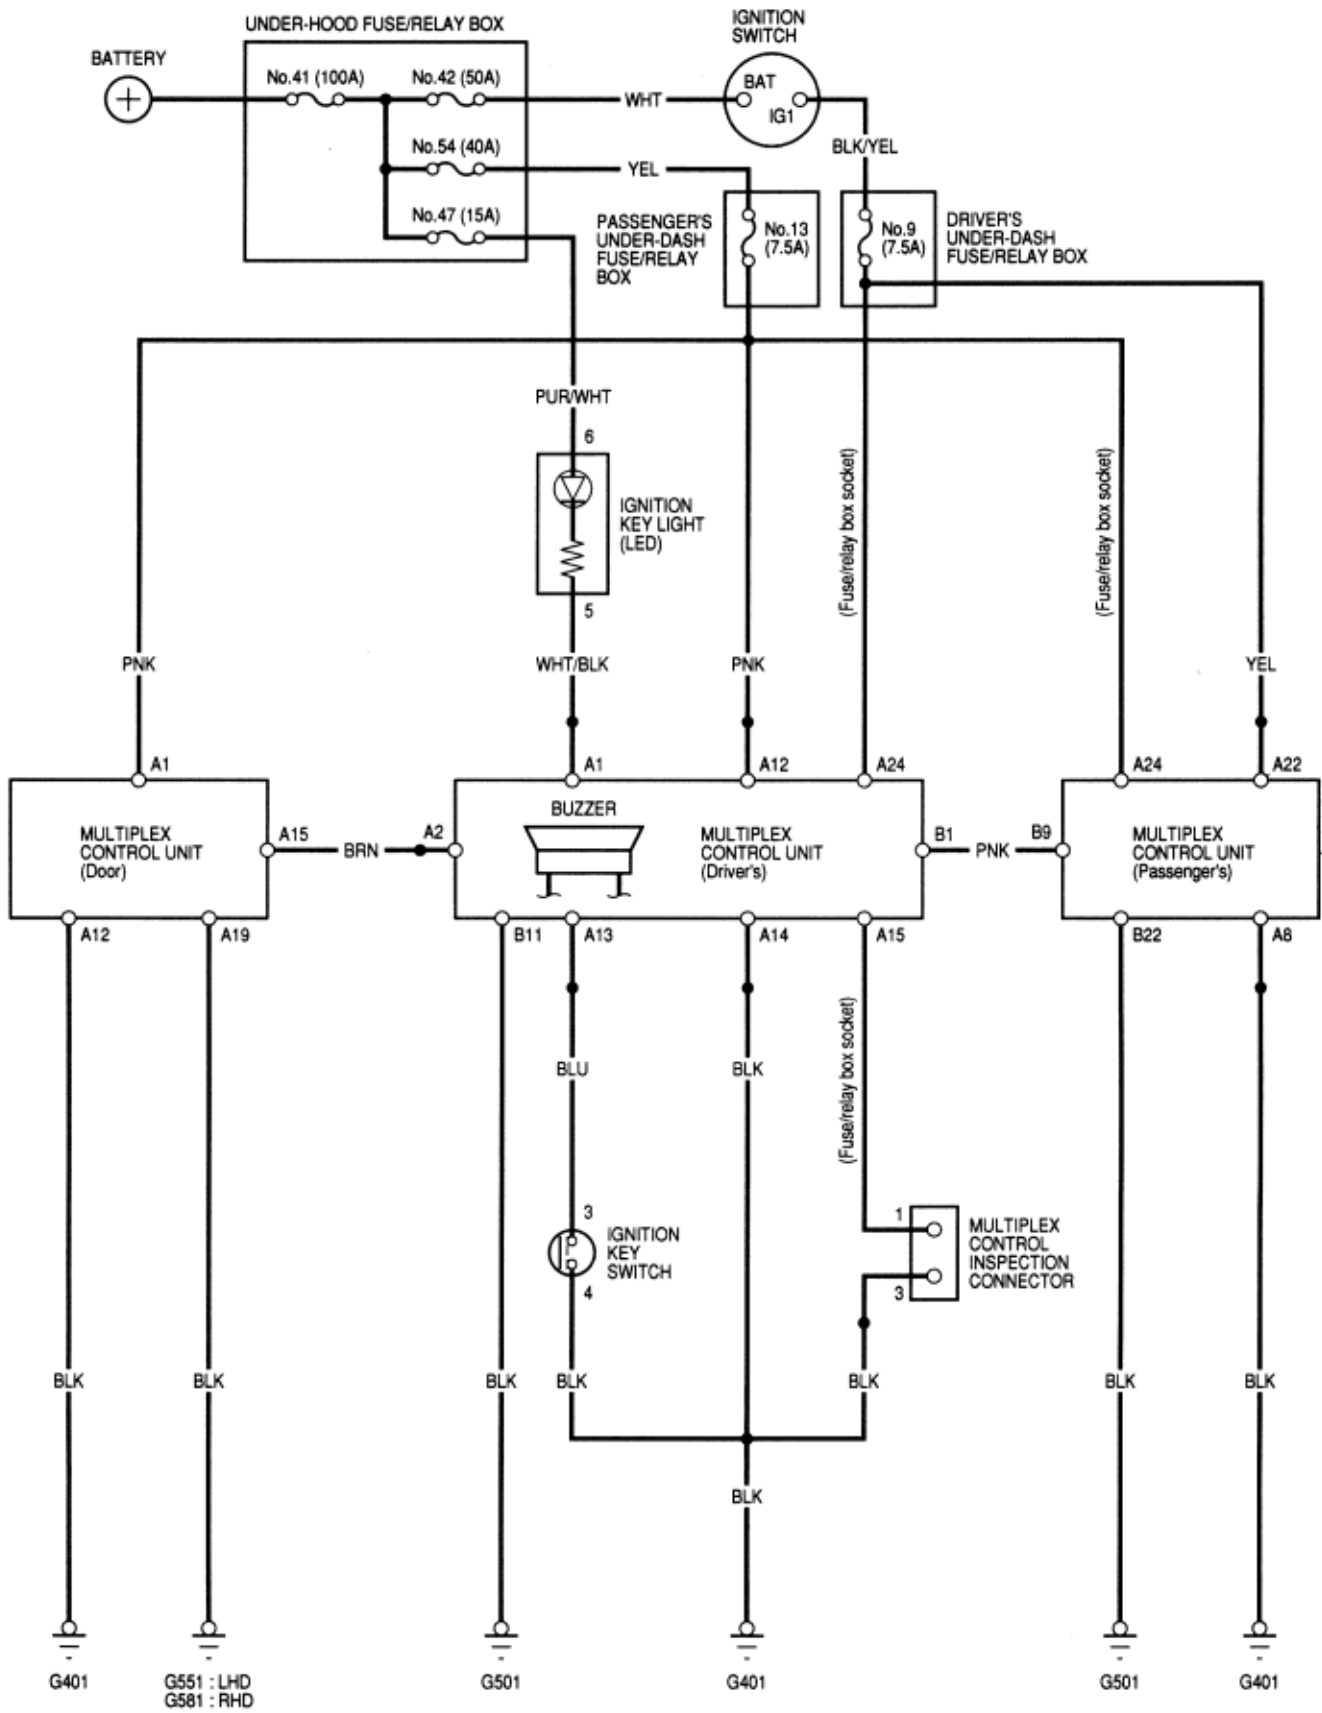 UNDER-HOOD FUSE/RELAY BOX
IGNITION
SWITCH
BATTERY
No.41 (100A)
No.42 (50A)
WHT
BAT
IG1
No.54 (40A)
YEL
BLK/YEL
No.47 (15A)
PASSENGER'S
UNDER-DASH
FUSE/RELAY
BOX
No.13
(7.5A)
No.9
(7.5A)
DRIVER'S
UNDER-DASH
FUSE/RELAY BOX
PUR/WHT
6
IGNITION
KEY LIGHT
(LED)
5
(Fuse/relay box socket)
(Fuse/relay box socket)
PNK
WHT/BLK
PNK
YEL
A1
A1
A12
A24
A24
A22
MULTIPLEX
CONTROL UNIT
(Door)
A15
BRN
A2
BUZZER
MULTIPLEX
CONTROL UNIT
(Driver's)
B1
PNK
B9
MULTIPLEX
CONTROL UNIT
(Passenger's)
A12
A19
B11
A13
A14
A15
B22
A8
BLU
BLK
(Fuse/relay box socket)
3
IGNITION
KEY
SWITCH
4
1
3
MULTIPLEX
CONTROL
INSPECTION
CONNECTOR
BLK
BLK
BLK
BLK
BLK
BLK
BLK
BLK
G401
G551 : LHD
G581 : RHD
G501
G401
G501
G401